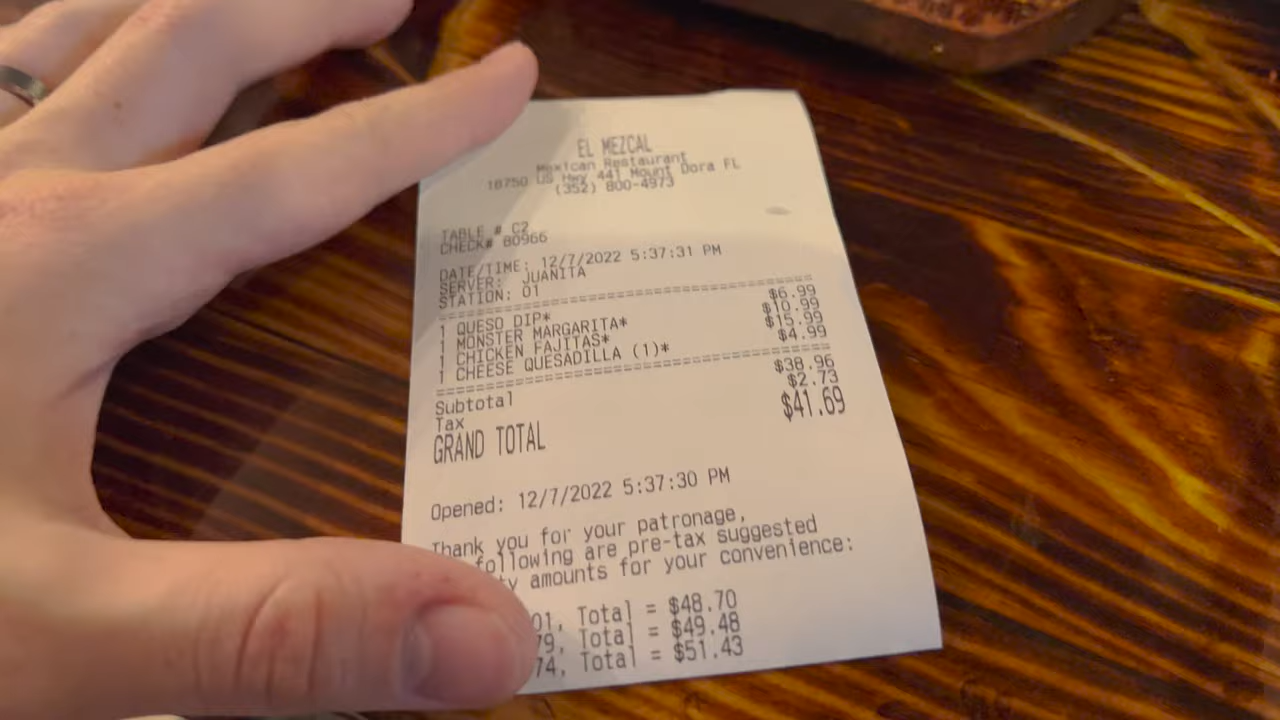 EL MEZCAL
Mexican Restaurant
18750 US Hwy 441 Mount Dora FL
(352) 800-4973
TABLE # C2
CHECK# 80966
DATE/TIME: 12/7/2022 5:37:31 PM
SERVER: JUANITA
STATION: 01
===========================================
1 QUESO DIP* $6.99
1 MONSTER MARGARITA* $10.99
1 CHICKEN FAJITAS* $15.99
1 CHEESE QUESADILLA (1)* $4.99
===========================================
Subtotal $38.96
Tax $2.73
GRAND TOTAL $41.69
Opened: 12/7/2022 5:37:30 PM
Thank you for your patronage,
following are pre-tax suggested
ty amounts for your convenience:
01, Total = $48.70
79, Total = $49.48
74, Total = $51.43